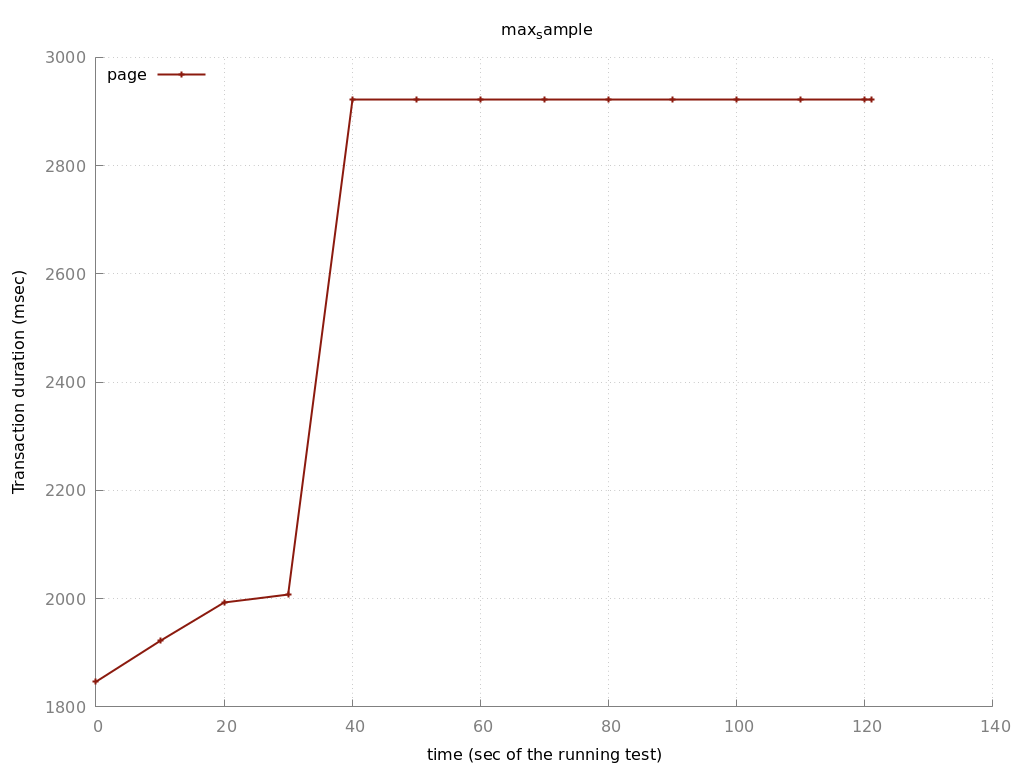 max_sample
page
3000
2800
2600
2400
2200
2000
1800
Transaction duration (msec)
0 20 40 60 80 100 120 140
time (sec of the running test)